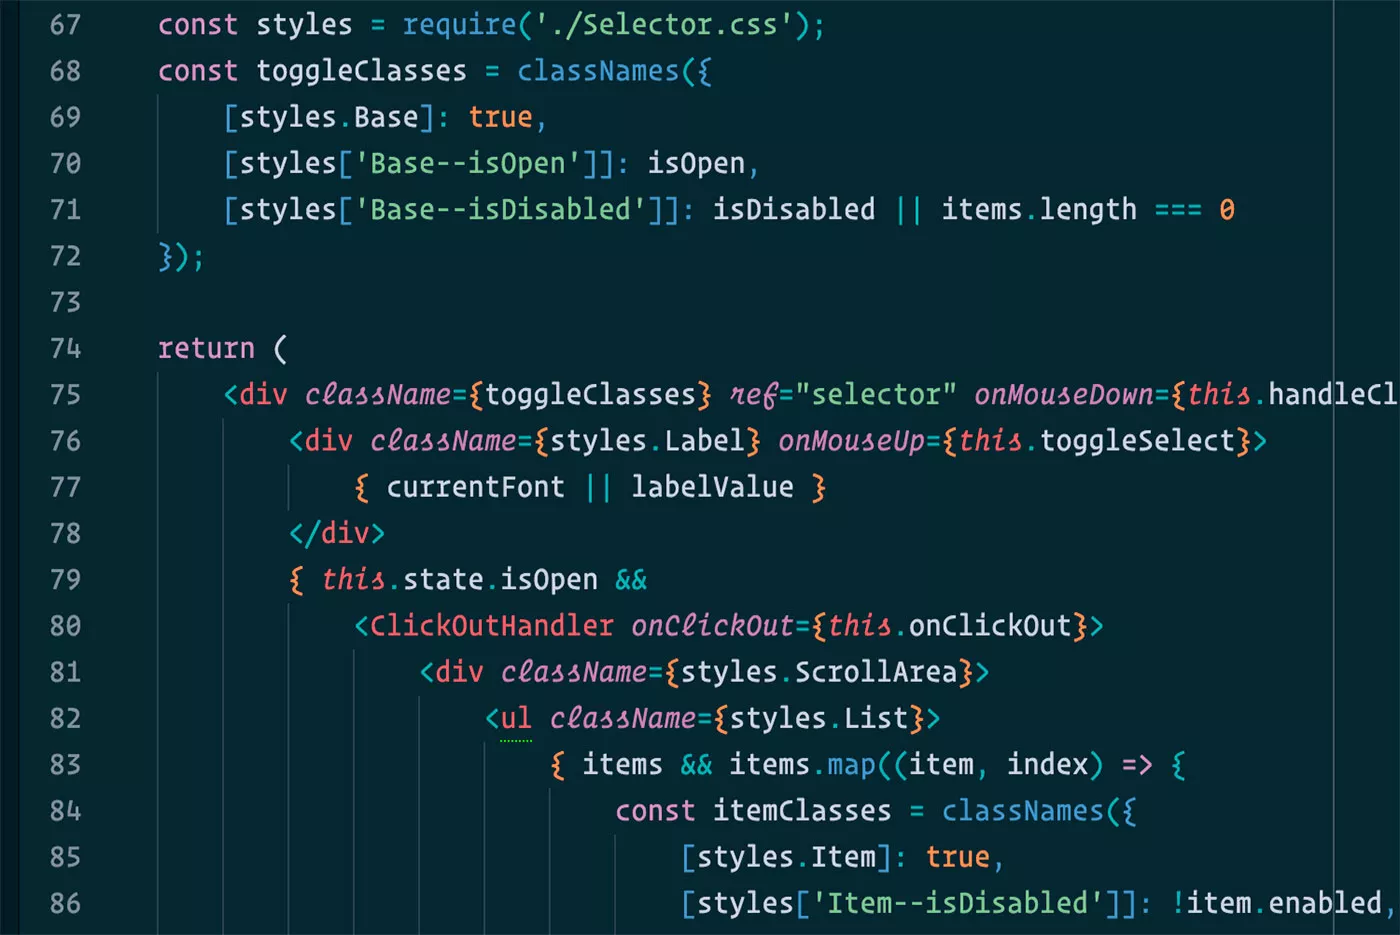 67 const styles = require('./Selector.css');
68 const toggleClasses = classNames({
69 [styles.Base]: true,
70 [styles['Base--isOpen']]: isOpen,
71 [styles['Base--isDisabled']]: isDisabled || items.length === 0
72 });
73
74 return (
75 <div className={toggleClasses} ref="selector" onMouseDown={this.handleCl
76 <div className={styles.Label} onMouseUp={this.toggleSelect}>
77 { currentFont || labelValue }
78 </div>
79 { this.state.isOpen &&
80 <ClickOutHandler onClickOut={this.onClickOut}>
81 <div className={styles.ScrollArea}>
82 <ul className={styles.List}>
83 { items && items.map((item, index) => {
84 const itemClasses = classNames({
85 [styles.Item]: true,
86 [styles['Item--isDisabled']]: !item.enabled,